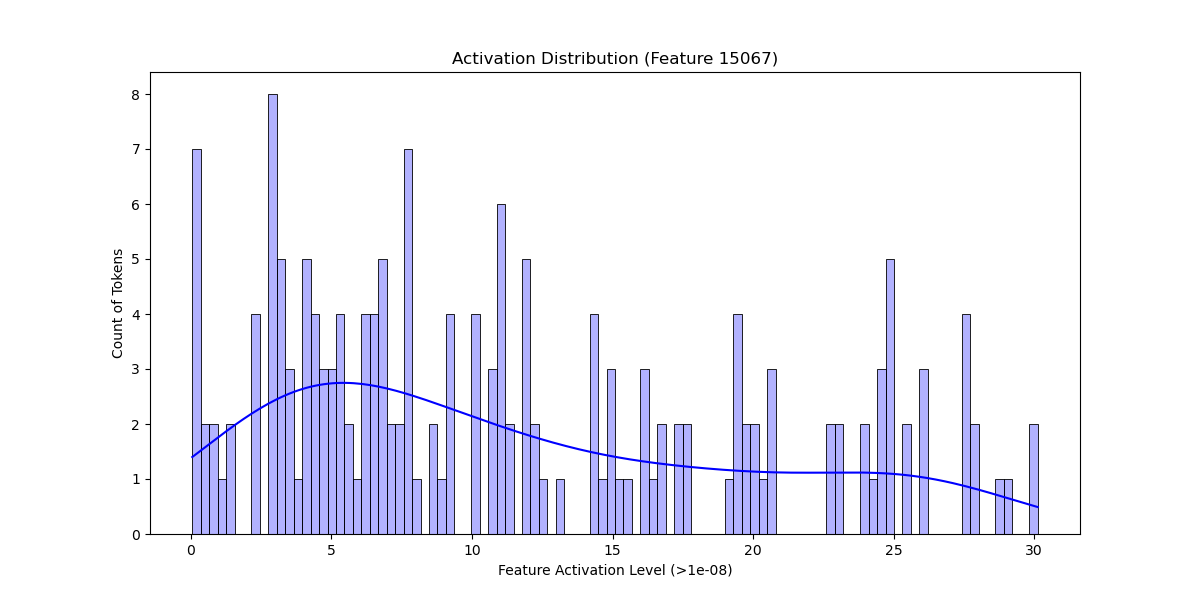 Activation Distribution (Feature 15067)
8
7
6
5
4
3
2
1
0
Count of Tokens
0 5 10 15 20 25 30
Feature Activation Level (>1e-08)